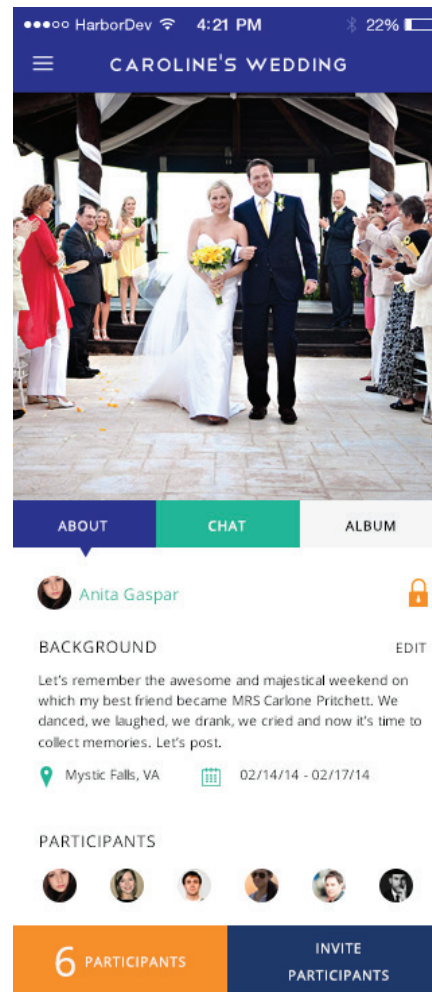 HarborDev 4:21 PM 22%
CAROLINE'S WEDDING
ABOUT CHAT ALBUM
Anita Gaspar
BACKGROUND EDIT
Let's remember the awesome and majestical weekend on
which my best friend became MRS Carlone Pritchett. We
danced, we laughed, we drank, we cried and now it's time to
collect memories. Let's post.
Mystic Falls, VA 02/14/14 - 02/17/14
PARTICIPANTS
6 PARTICIPANTS
INVITE
PARTICIPANTS